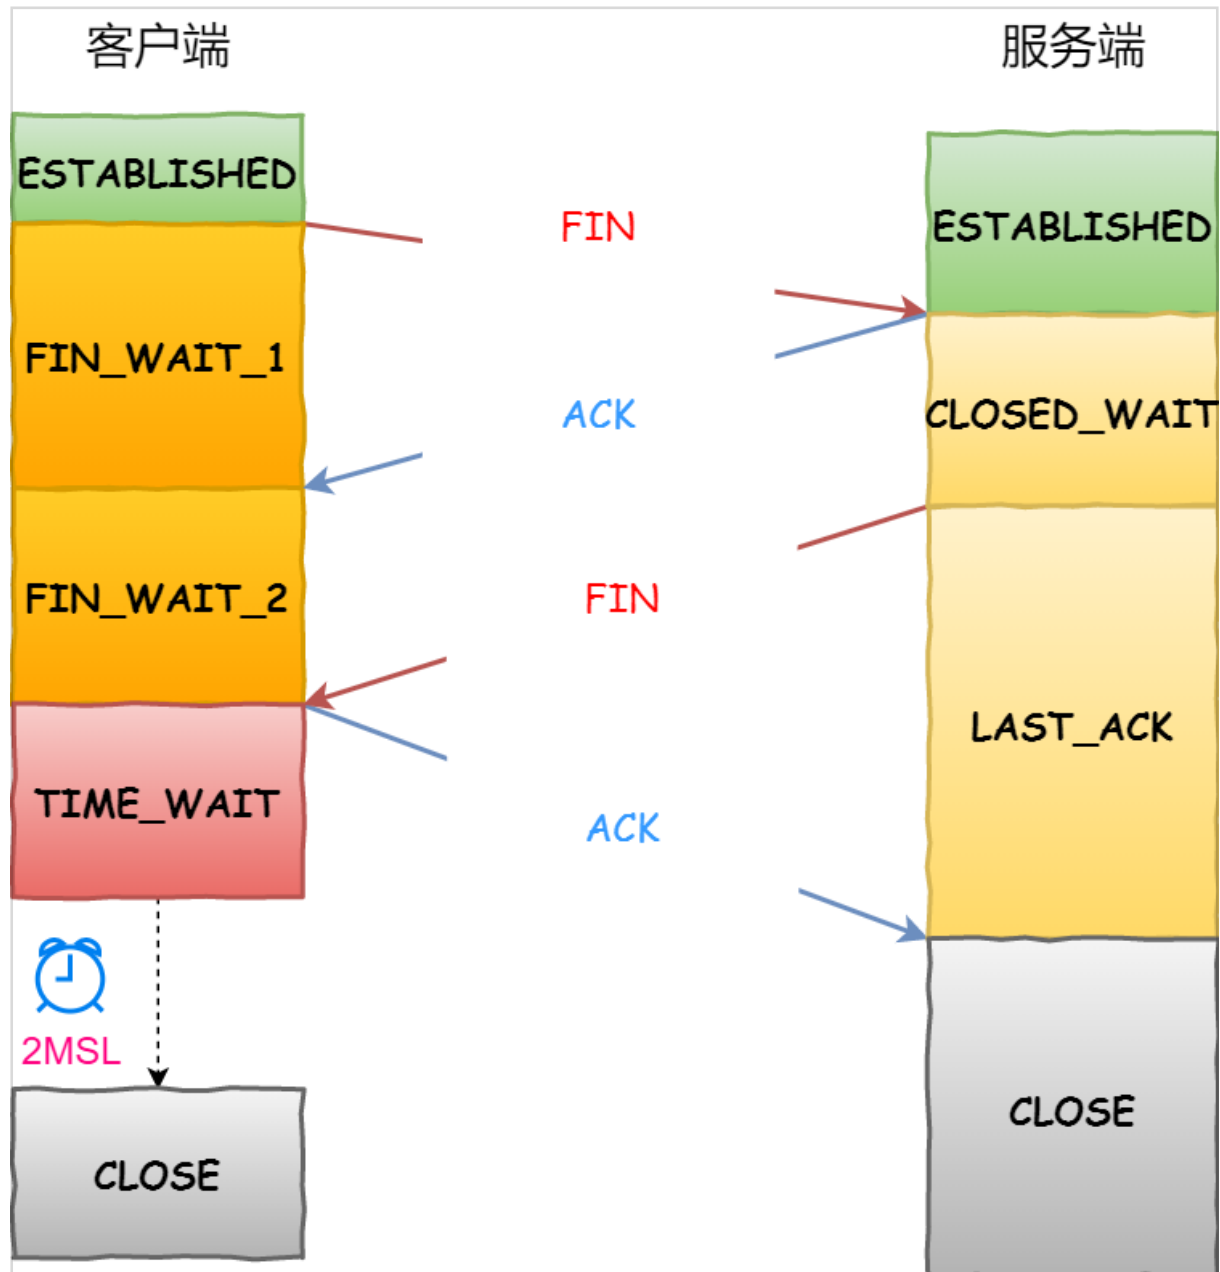 客户端
服务端
ESTABLISHED
FIN
ESTABLISHED
FIN_WAIT_1
ACK
CLOSED_WAIT
FIN_WAIT_2
FIN
LAST_ACK
TIME_WAIT
ACK
2MSL
CLOSE
CLOSE